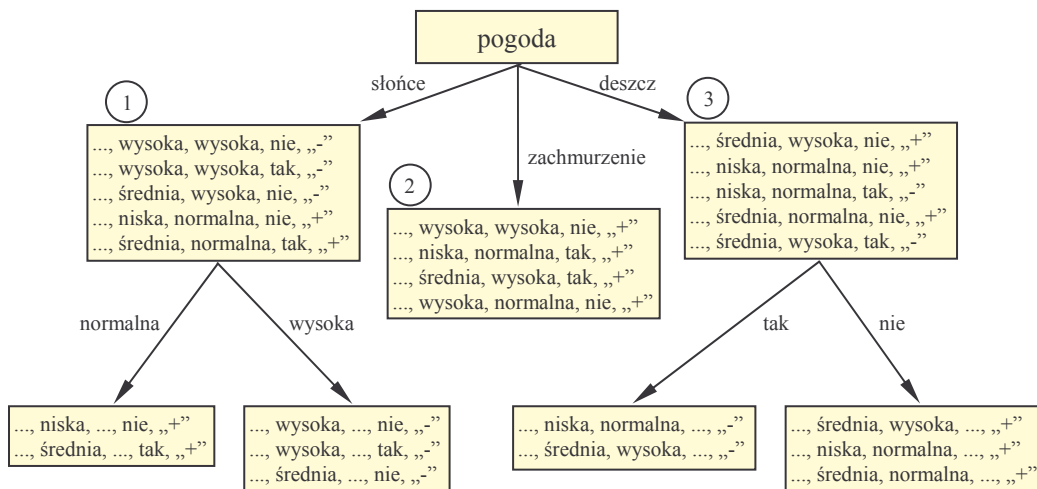 pogoda
słońce
deszcz
zachmurzenie
1
..., wysoka, wysoka, nie, „-”
..., wysoka, wysoka, tak, „-”
..., średnia, wysoka, nie, „-”
..., niska, normalna, nie, „+”
..., średnia, normalna, tak, „+”
2
..., wysoka, wysoka, nie, „+”
..., niska, normalna, tak, „+”
..., średnia, wysoka, tak, „+”
..., wysoka, normalna, nie, „+”
3
..., średnia, wysoka, nie, „+”
..., niska, normalna, nie, „+”
..., niska, normalna, tak, „-”
..., średnia, normalna, nie, „+”
..., średnia, wysoka, tak, „-”
normalna
wysoka
tak
nie
..., niska, ..., nie, „+”
..., średnia, ..., tak, „+”
..., wysoka, ..., nie, „-”
..., wysoka, ..., tak, „-”
..., średnia, ... nie, „-”
..., niska, normalna, ..., „-”
..., średnia, wysoka, ..., „-”
..., średnia, wysoka, ..., „+”
..., niska, normalna, ..., „+”
..., średnia, normalna, ..., „+”